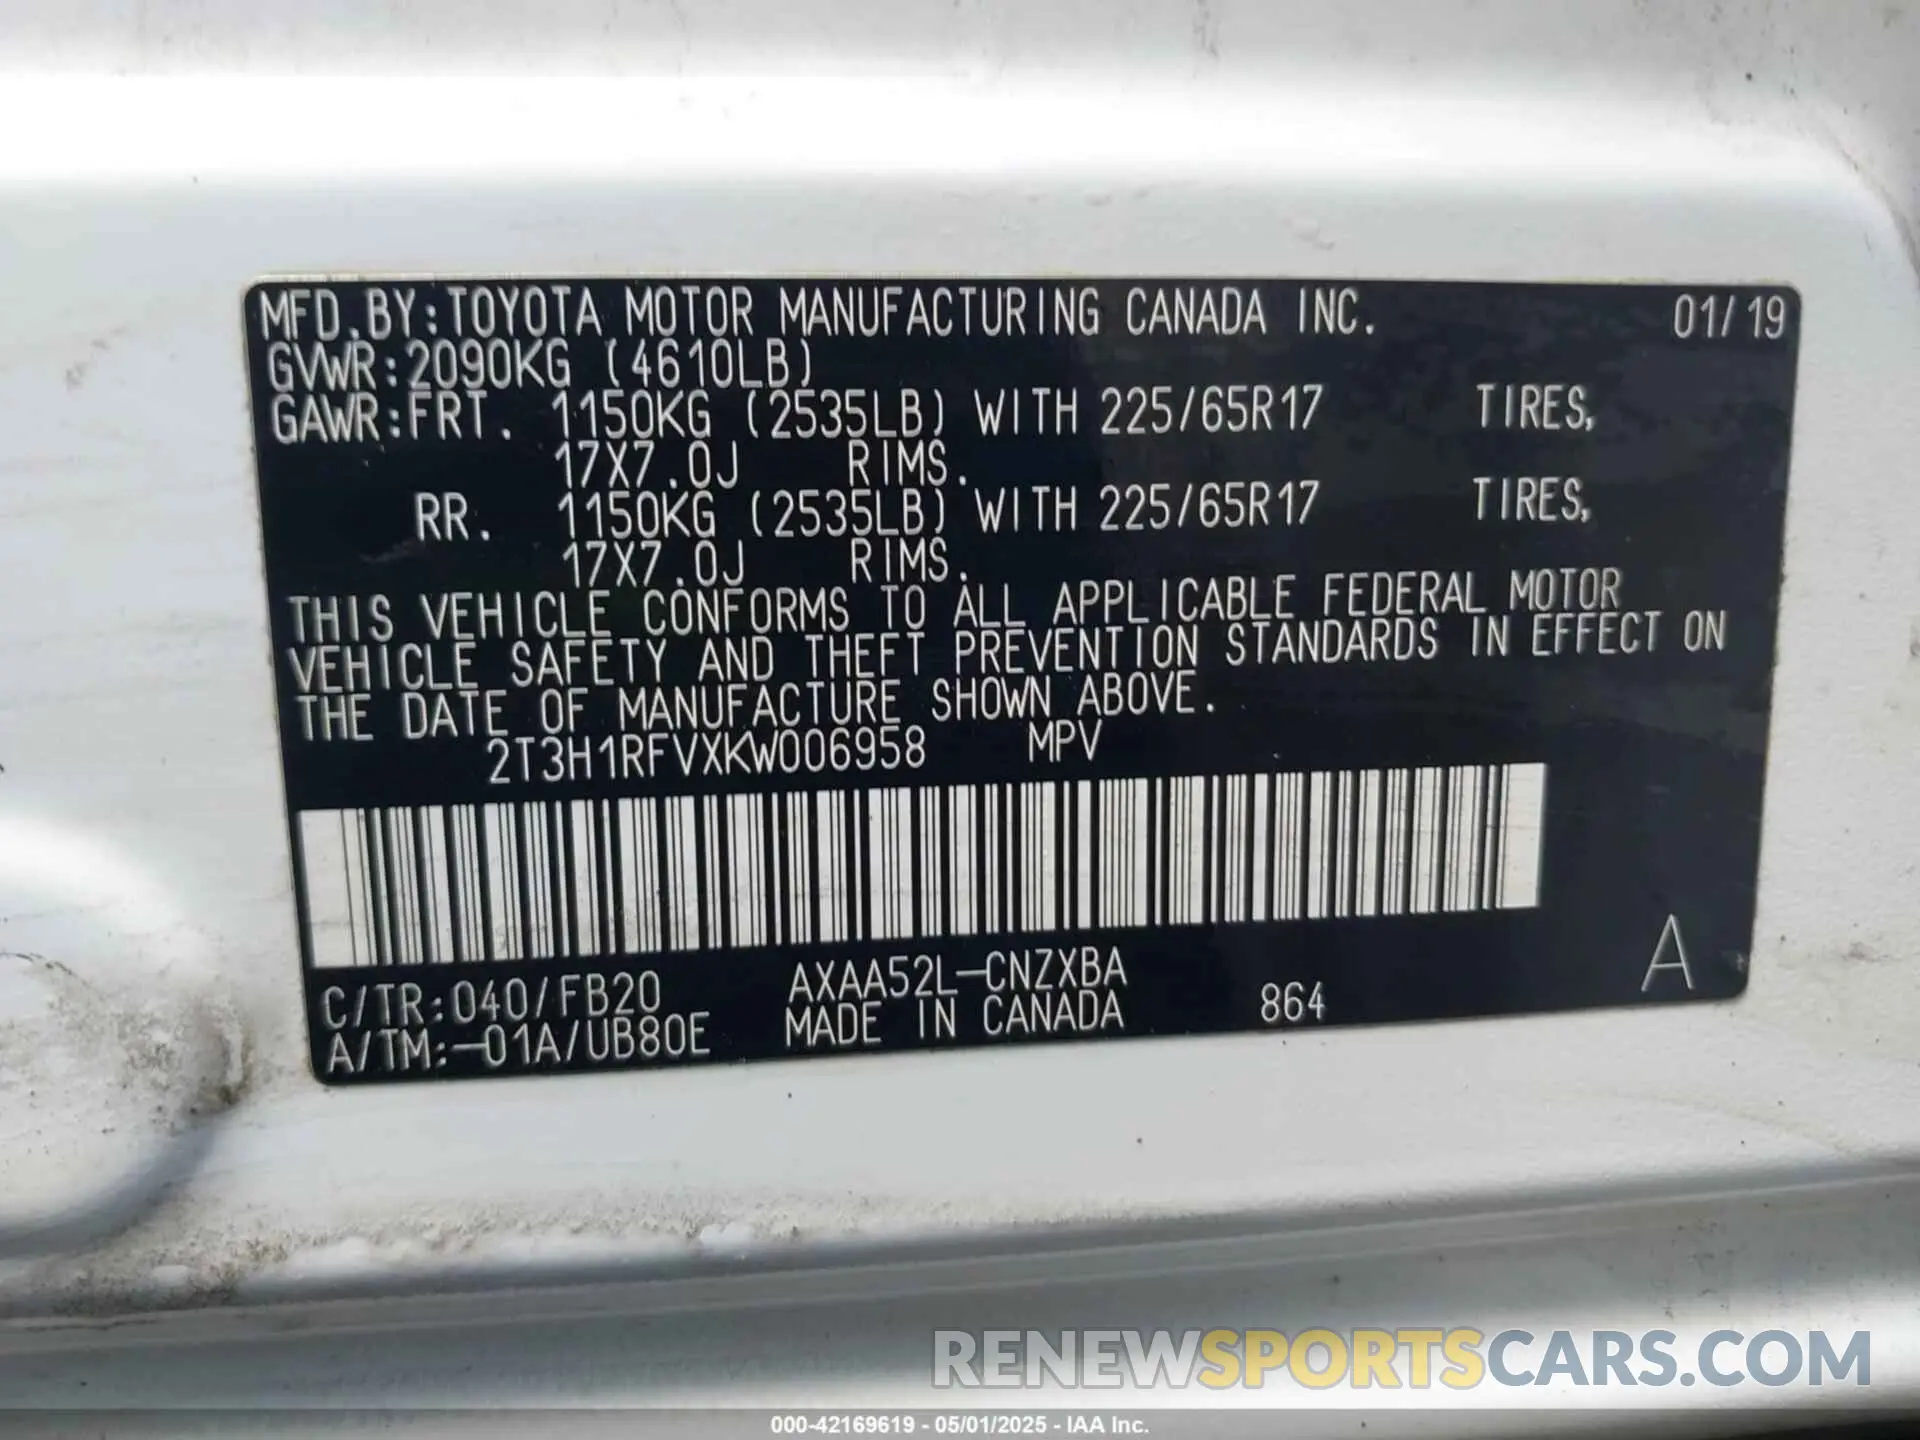 MFD.BY:TOYOTA MOTOR MANUFACTURING CANADA INC. 01/19
GVWR:2090KG (4610LB)
GAWR:FRT. 1150KG (2535LB) WITH 225/65R17 TIRES,
17X7.0J RIMS.
RR. 1150KG (2535LB) WITH 225/65R17 TIRES,
17X7.0J RIMS.
THIS VEHICLE CONFORMS TO ALL APPLICABLE FEDERAL MOTOR
VEHICLE SAFETY AND THEFT PREVENTION STANDARDS IN EFFECT ON
THE DATE OF MANUFACTURE SHOWN ABOVE.
2T3H1RFVXKW006958 MPV
C/TR:040/FB20 AXAA52L-CNZXBA A
A/TM:-01A/UB80E MADE IN CANADA 864
RENEWSPORTSCARS.COM
000-42169619 - 05/01/2025 - IAA Inc.